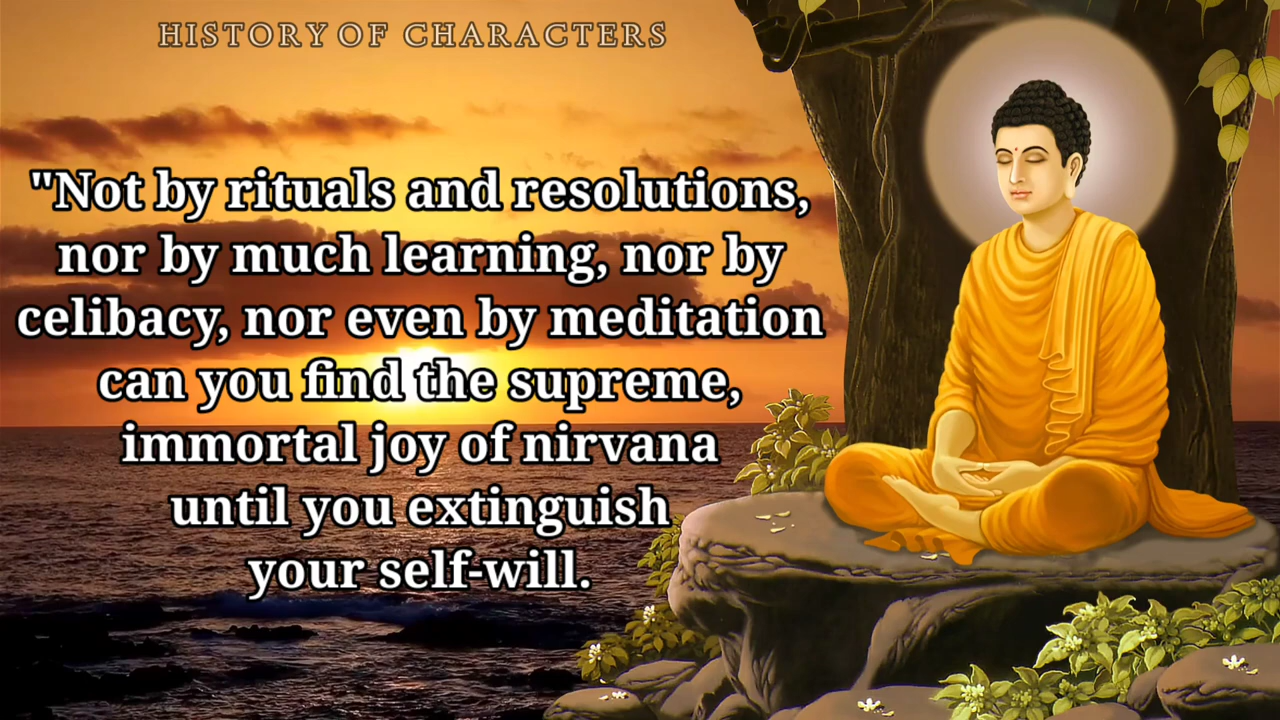 HISTORY OF CHARACTERS
"Not by rituals and resolutions,
nor by much learning, nor by
celibacy, nor even by meditation
can you find the supreme,
immortal joy of nirvana
until you extinguish
your self-will.